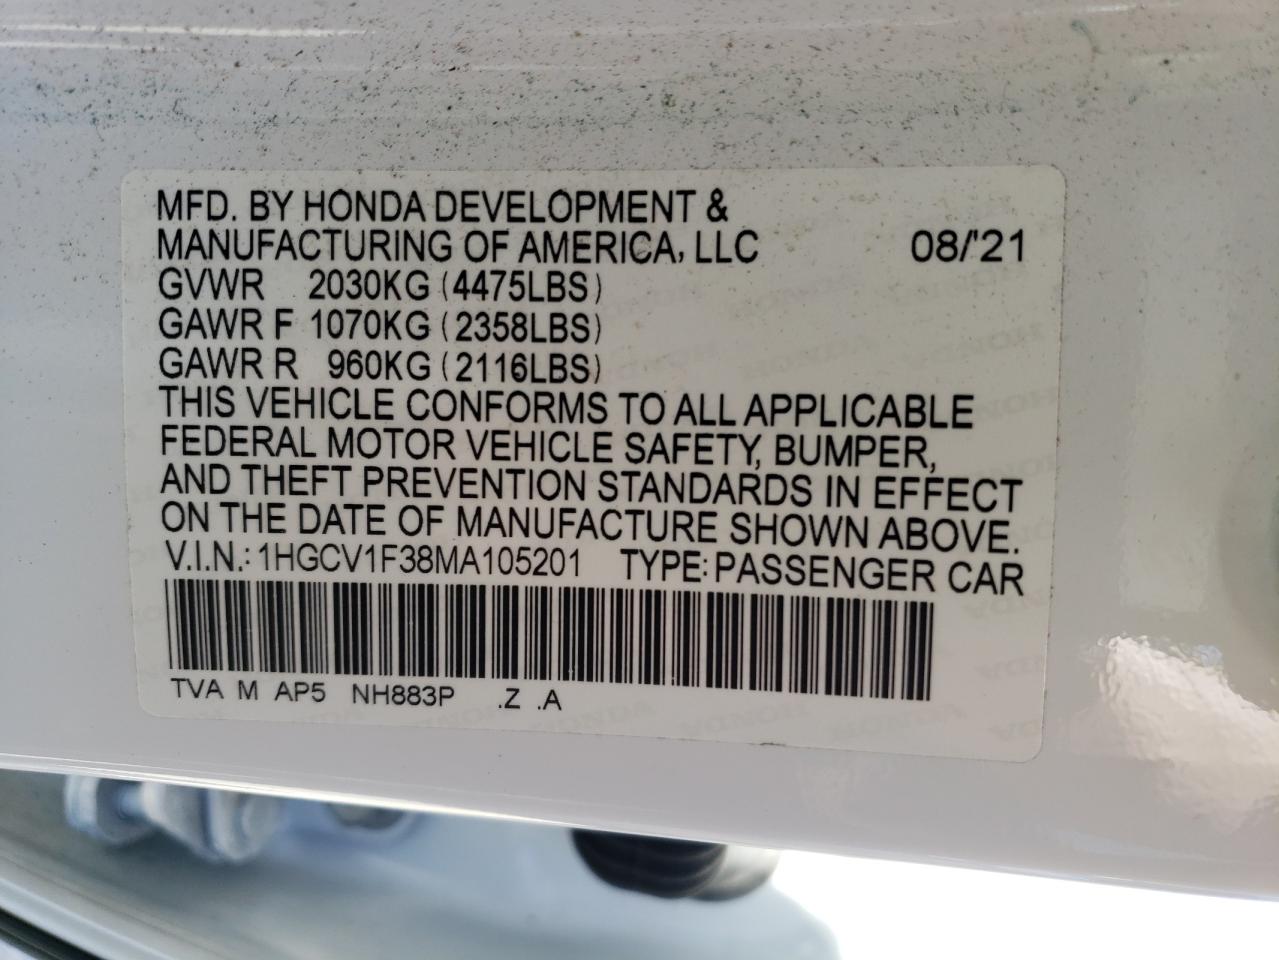 MFD. BY HONDA DEVELOPMENT &
MANUFACTURING OF AMERICA, LLC 08/'21
GVWR 2030KG (4475LBS)
GAWR F 1070KG (2358LBS)
GAWR R 960KG (2116LBS)
THIS VEHICLE CONFORMS TO ALL APPLICABLE
FEDERAL MOTOR VEHICLE SAFETY, BUMPER,
AND THEFT PREVENTION STANDARDS IN EFFECT
ON THE DATE OF MANUFACTURE SHOWN ABOVE.
V.I.N.: 1HGCV1F38MA105201 TYPE: PASSENGER CAR
TVA M AP5 NH883P .Z .A